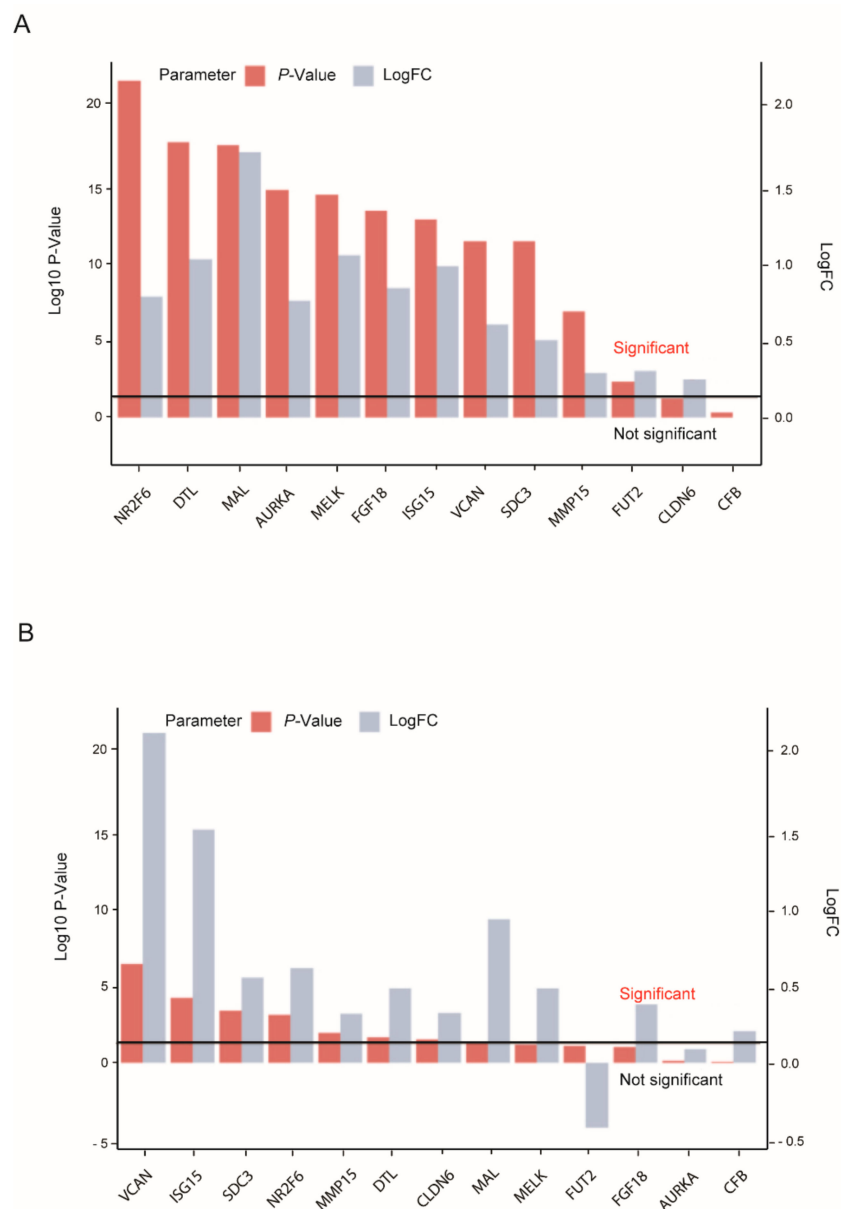 A
Parameter P-Value LogFC
20
15
10
5
0
Log10 P-Value
2.0
1.5
1.0
0.5
0.0
LogFC
Significant
Not significant
NR2F6 DTL MAL AURKA MELK FGF18 ISG15 VCAN SDC3 MMP15 FUT2 CLDN6 CFB
B
Parameter P-Value LogFC
20
15
10
5
0
- 5
Log10 P-Value
2.0
1.5
1.0
0.5
0.0
- 0.5
LogFC
Significant
Not significant
VCAN ISG15 SDC3 NR2F6 MMP15 DTL CLDN6 MAL MELK FUT2 FGF18 AURKA CFB